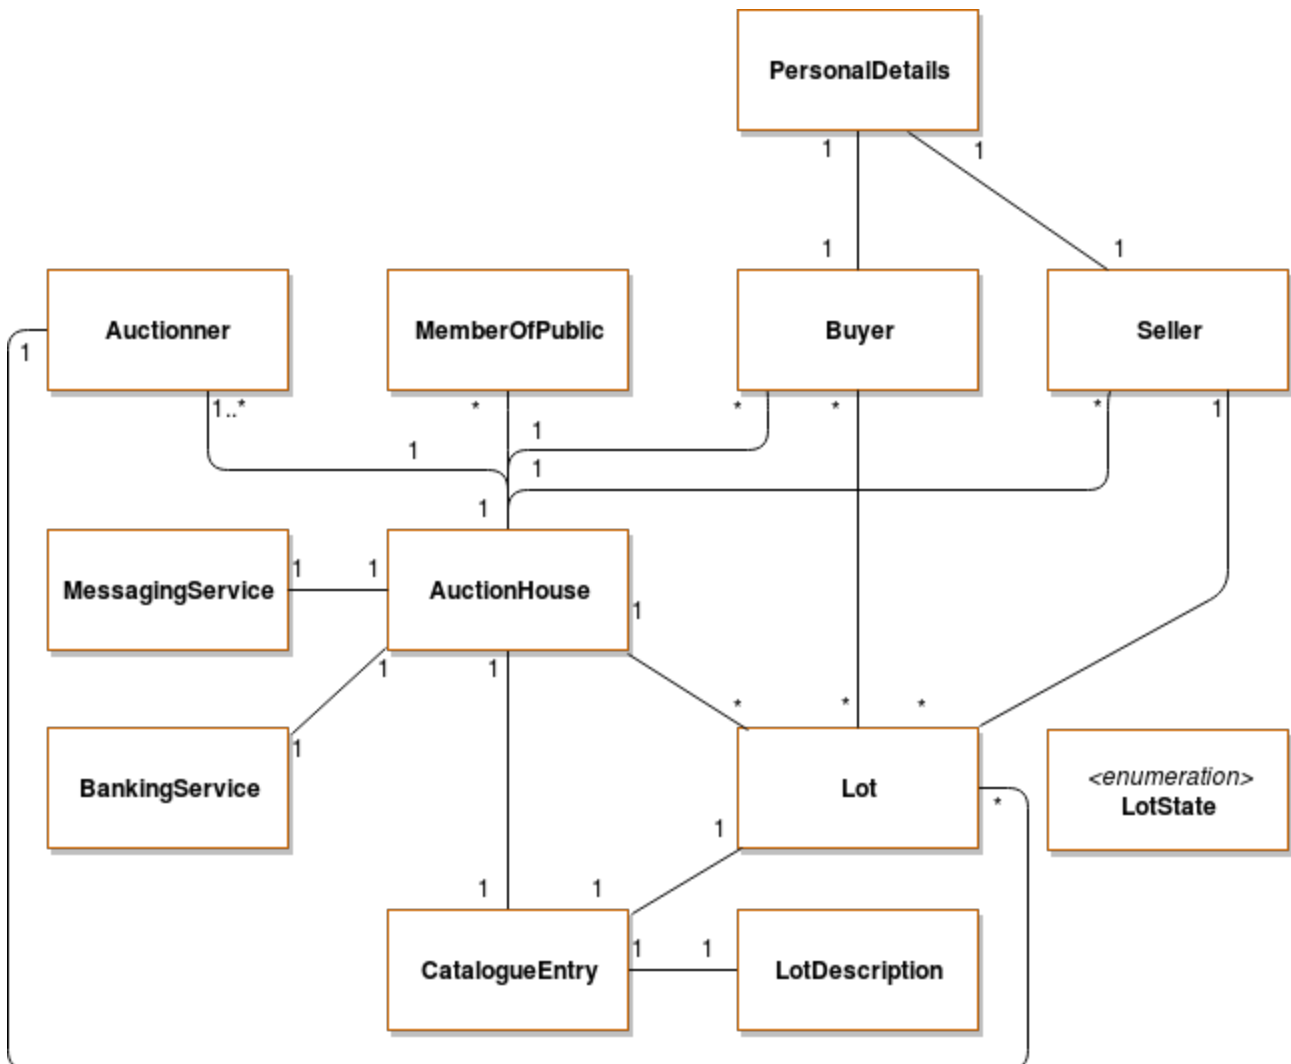 PersonalDetails
1
1
1
1
Auctionner
MemberOfPublic
Buyer
Seller
1
1..*
*
*
*
*
1
1
1
1
1
MessagingService
1
1
AuctionHouse
1
1
1
1
*
*
*
BankingService
Lot
<enumeration>
LotState
*
1
1
1
CatalogueEntry
1
1
LotDescription